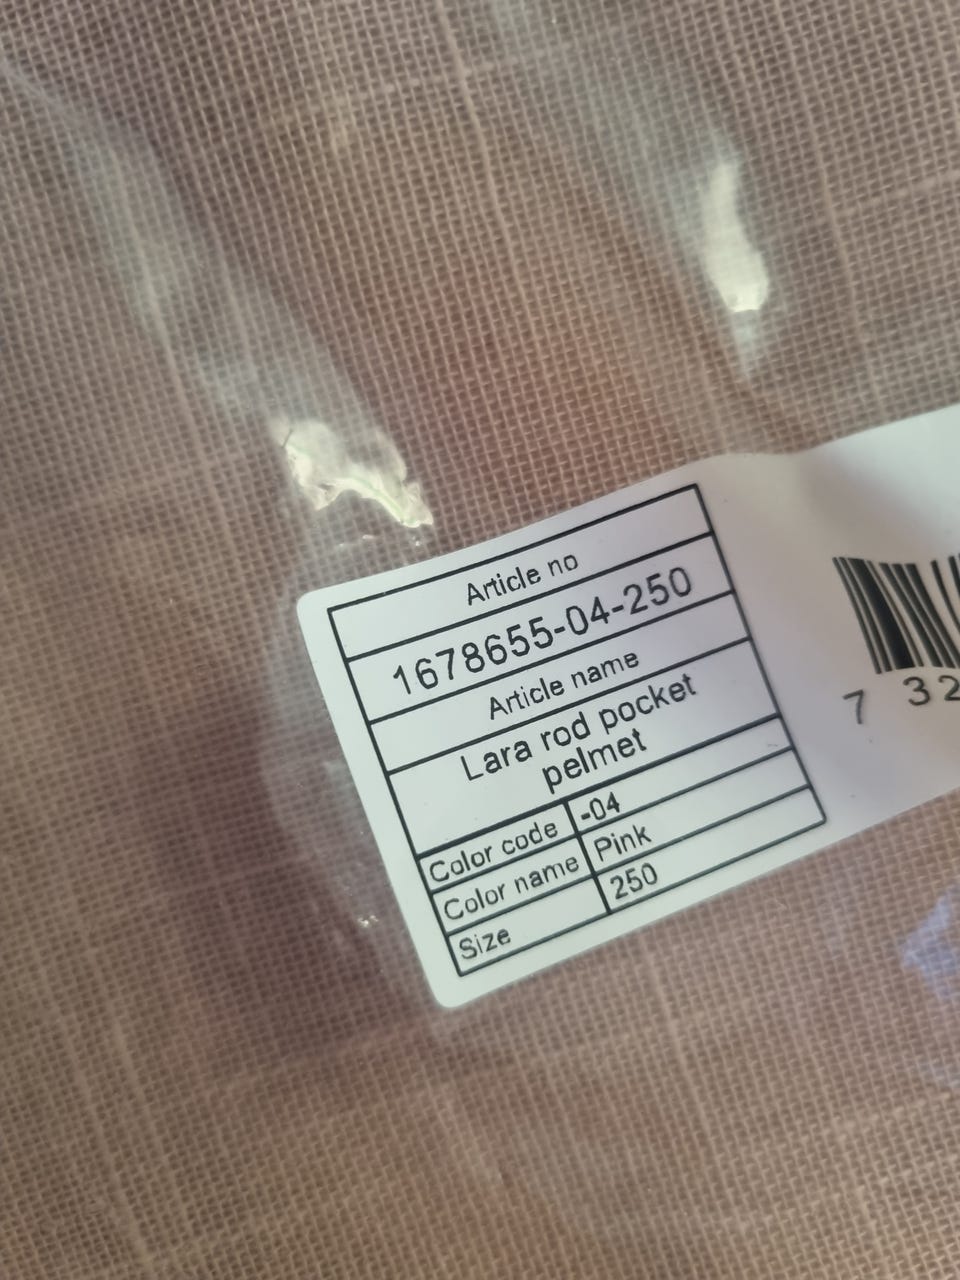 Article no
1678655-04-250
Article name
Lara rod pocket
pelmet
Color code -04
Color name Pink
Size 250
7 32